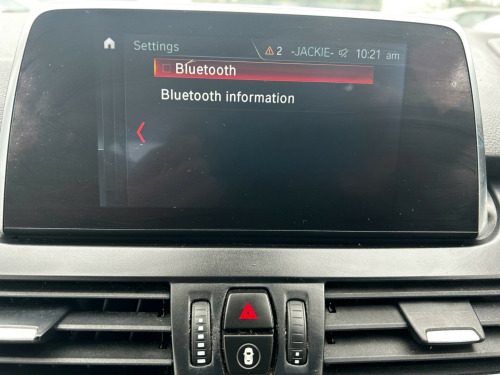 Settings
2 -JACKIE- 10:21 am
Bluetooth
Bluetooth information